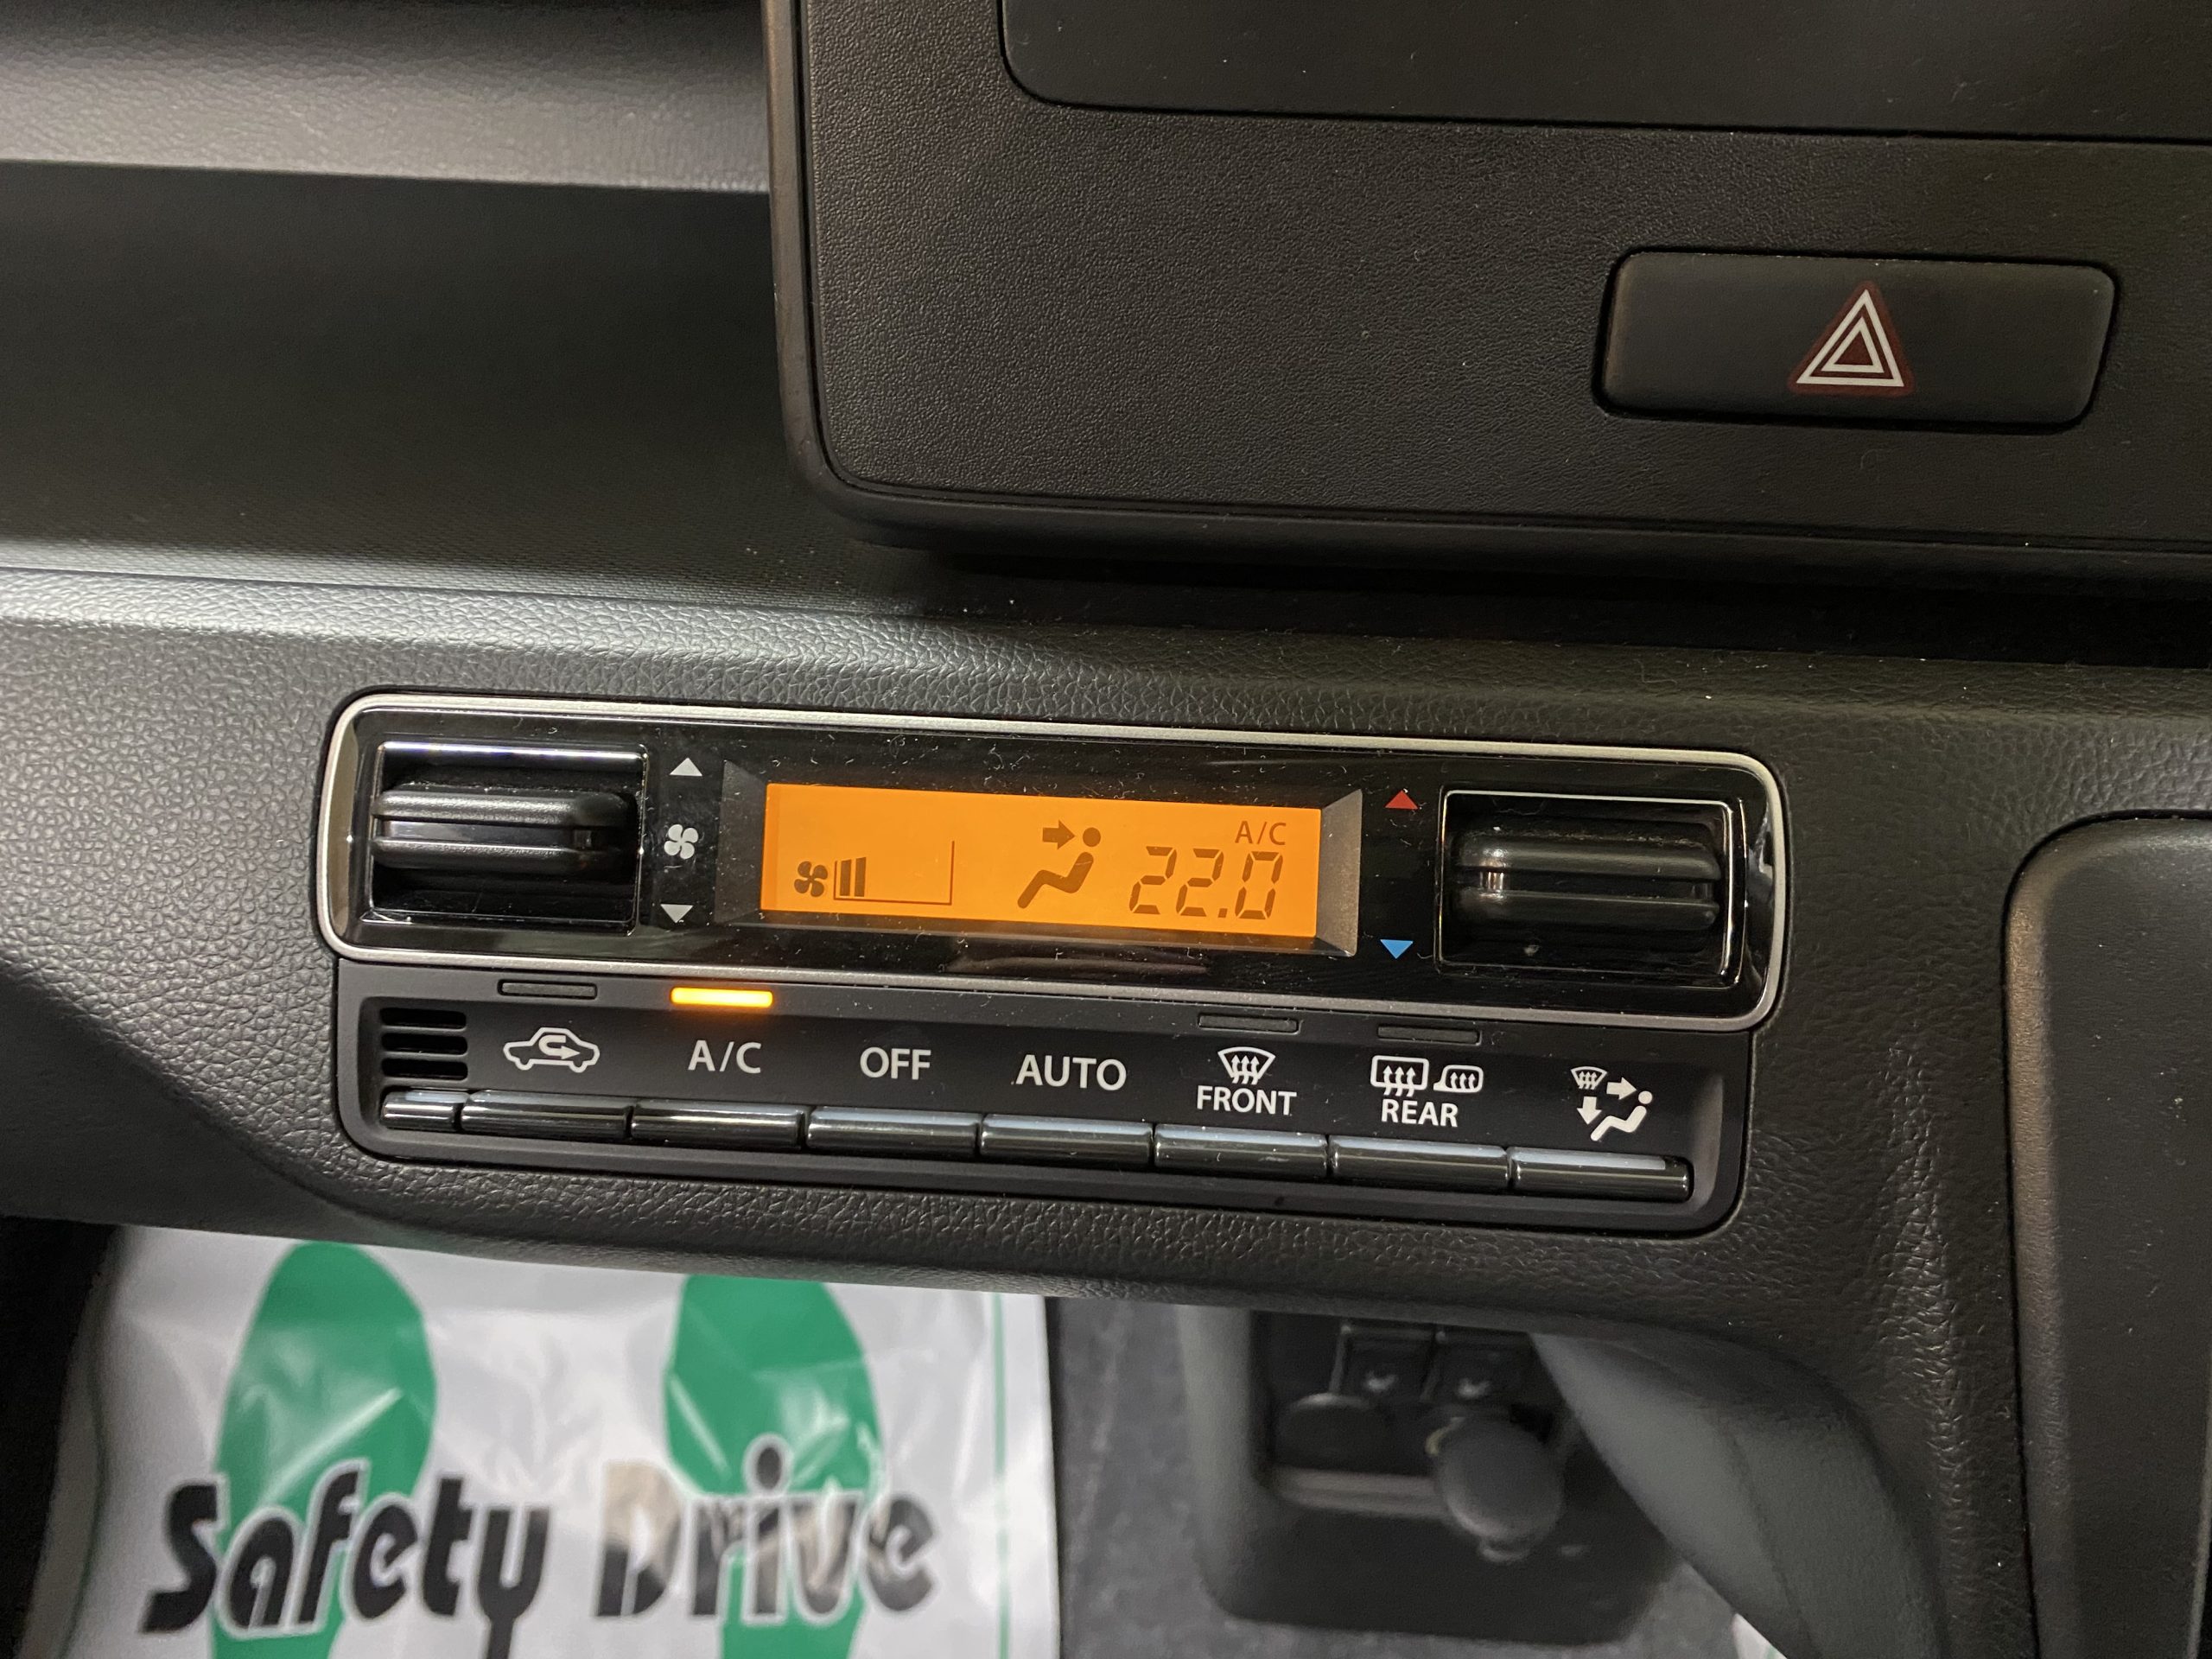 A/C
22.0
A/C
OFF
AUTO
FRONT
REAR
Safety Drive